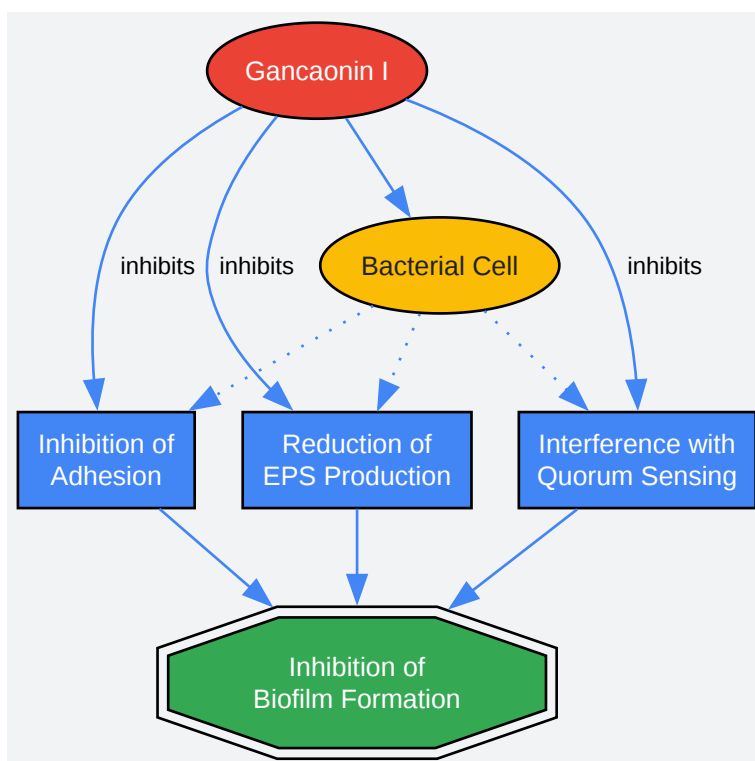 Gancaonin I
inhibits
inhibits
Bacterial Cell
inhibits
Inhibition of
Adhesion
Reduction of
EPS Production
Interference with
Quorum Sensing
Inhibition of
Biofilm Formation